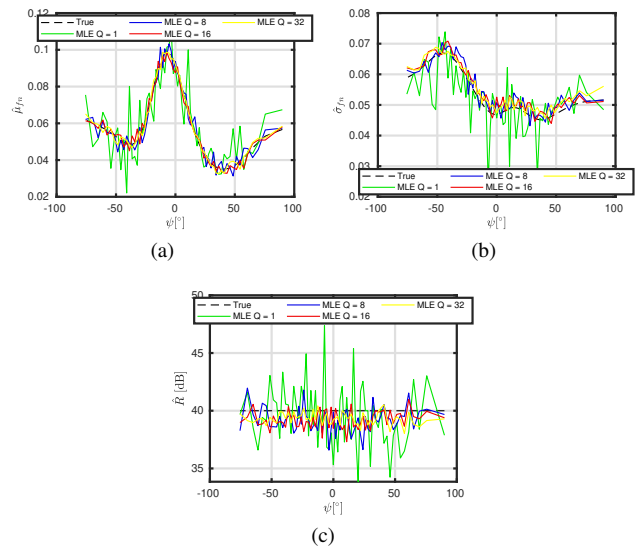 True MLE Q = 8 MLE Q = 32
MLE Q = 1 MLE Q = 16
0.12
0.1
0.08
0.06
0.04
0.02
μ̂_fn
-100 -50 0 50 100
ψ[°]
(a)
0.08
0.07
0.06
0.05
0.04
0.03
0.02
σ̂_fn
True MLE Q = 8 MLE Q = 32
MLE Q = 1 MLE Q = 16
-100 -50 0 50 100
ψ[°]
(b)
50
True MLE Q = 8 MLE Q = 32
MLE Q = 1 MLE Q = 16
45
40
35
R̂ [dB]
-100 -50 0 50 100
ψ[°]
(c)